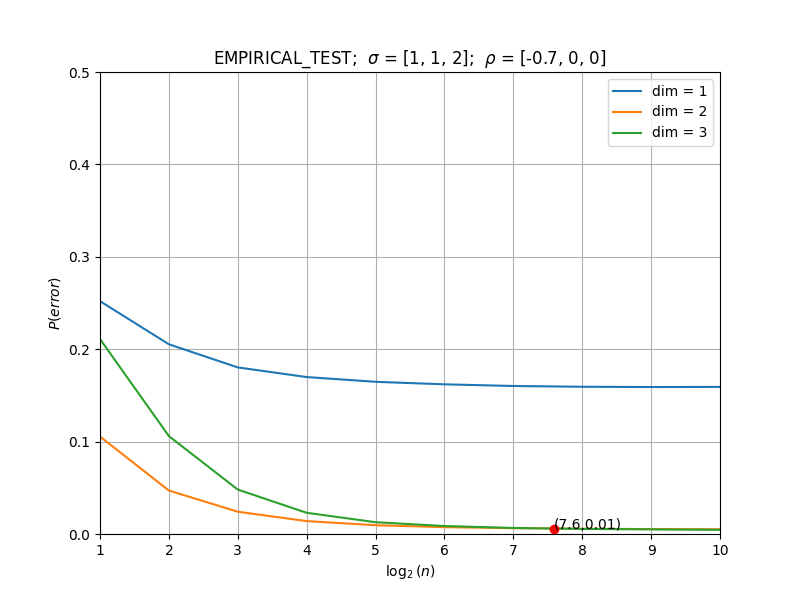 EMPIRICAL_TEST; σ = [1, 1, 2]; ρ = [-0.7, 0, 0]
0.5
0.4
0.3
0.2
0.1
0.0
P(error)
dim = 1
dim = 2
dim = 3
(7.6,0.01)
1 2 3 4 5 6 7 8 9 10
log₂(n)